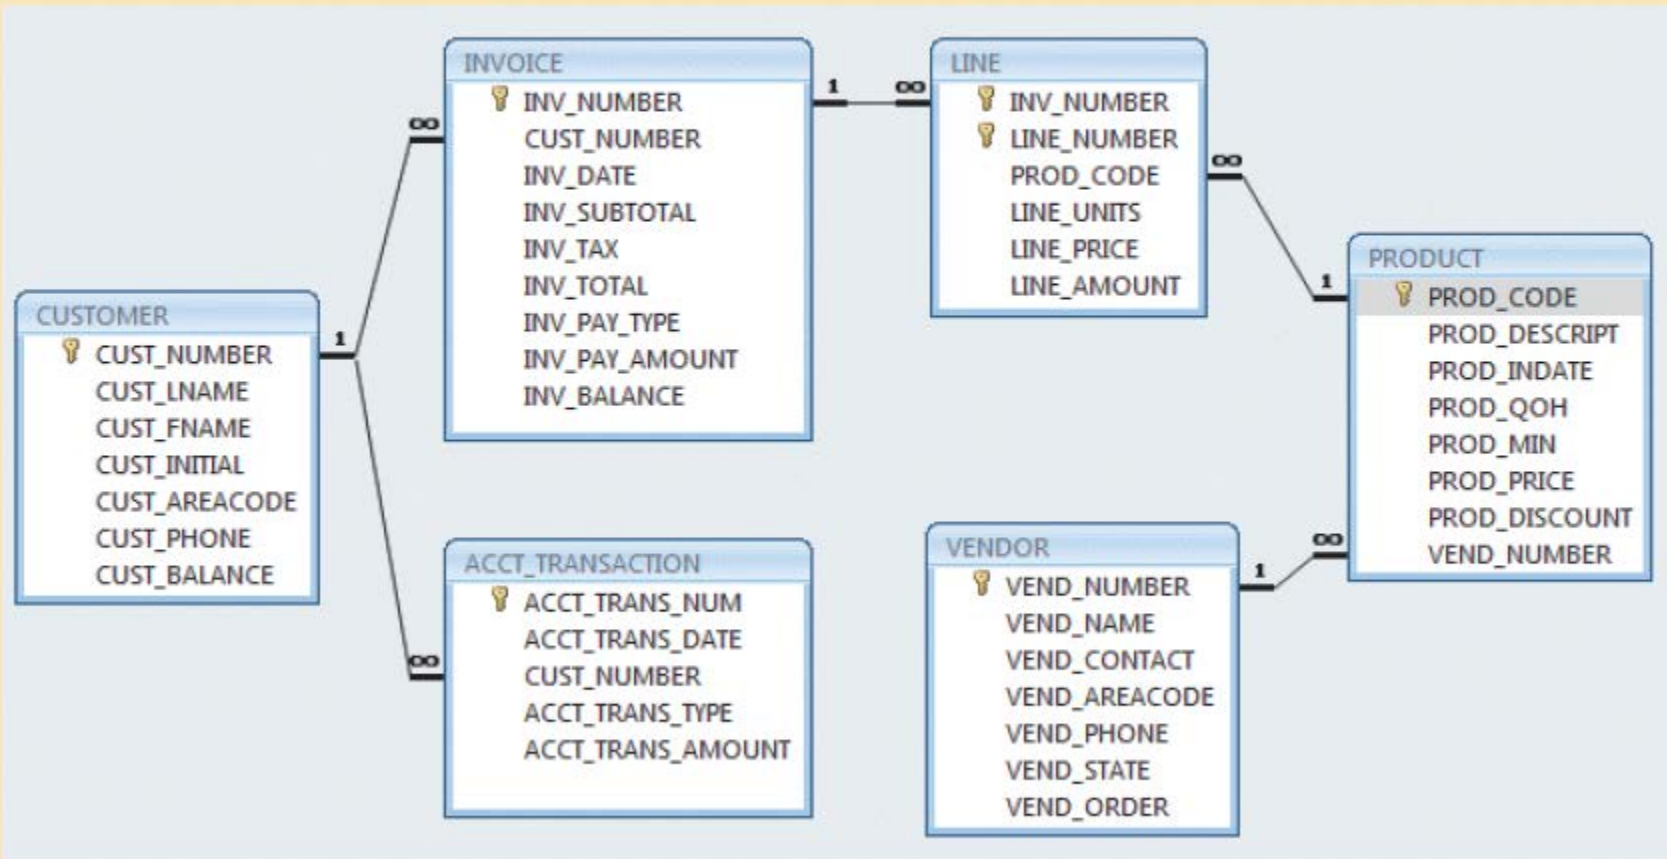 INVOICE
INV_NUMBER
CUST_NUMBER
INV_DATE
INV_SUBTOTAL
INV_TAX
INV_TOTAL
INV_PAY_TYPE
INV_PAY_AMOUNT
INV_BALANCE
1 ∞
LINE
INV_NUMBER
LINE_NUMBER
PROD_CODE
LINE_UNITS
LINE_PRICE
LINE_AMOUNT
∞
∞
1
PRODUCT
PROD_CODE
PROD_DESCRIPT
PROD_INDATE
PROD_QOH
PROD_MIN
PROD_PRICE
PROD_DISCOUNT
VEND_NUMBER
CUSTOMER
CUST_NUMBER
CUST_LNAME
CUST_FNAME
CUST_INITIAL
CUST_AREACODE
CUST_PHONE
CUST_BALANCE
1
∞
ACCT_TRANSACTION
ACCT_TRANS_NUM
ACCT_TRANS_DATE
CUST_NUMBER
ACCT_TRANS_TYPE
ACCT_TRANS_AMOUNT
VENDOR
VEND_NUMBER
VEND_NAME
VEND_CONTACT
VEND_AREACODE
VEND_PHONE
VEND_STATE
VEND_ORDER
1
∞